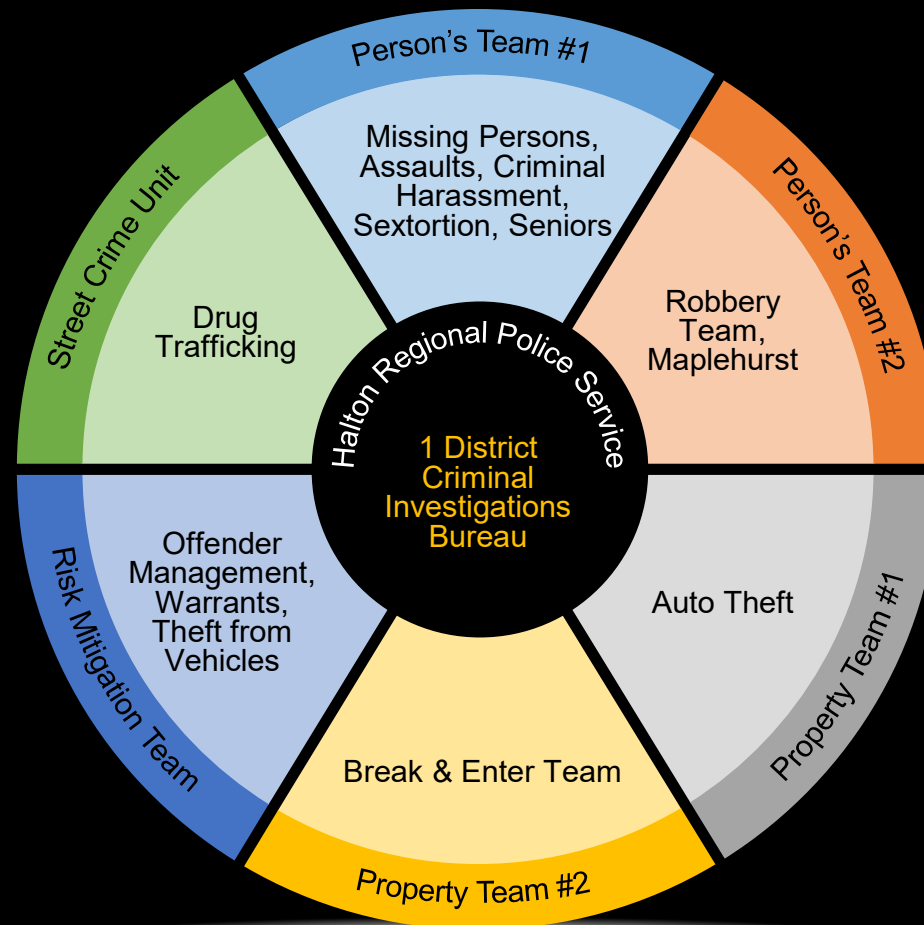 Person's Team #1
Missing Persons,
Assaults, Criminal
Harassment,
Sextortion, Seniors
Person's Team #2
Robbery
Team,
Maplehurst
Property Team #1
Auto Theft
Property Team #2
Break & Enter Team
Risk Mitigation Team
Offender
Management,
Warrants,
Theft from
Vehicles
Street Crime Unit
Drug
Trafficking
Halton Regional Police Service
1 District
Criminal
Investigations
Bureau